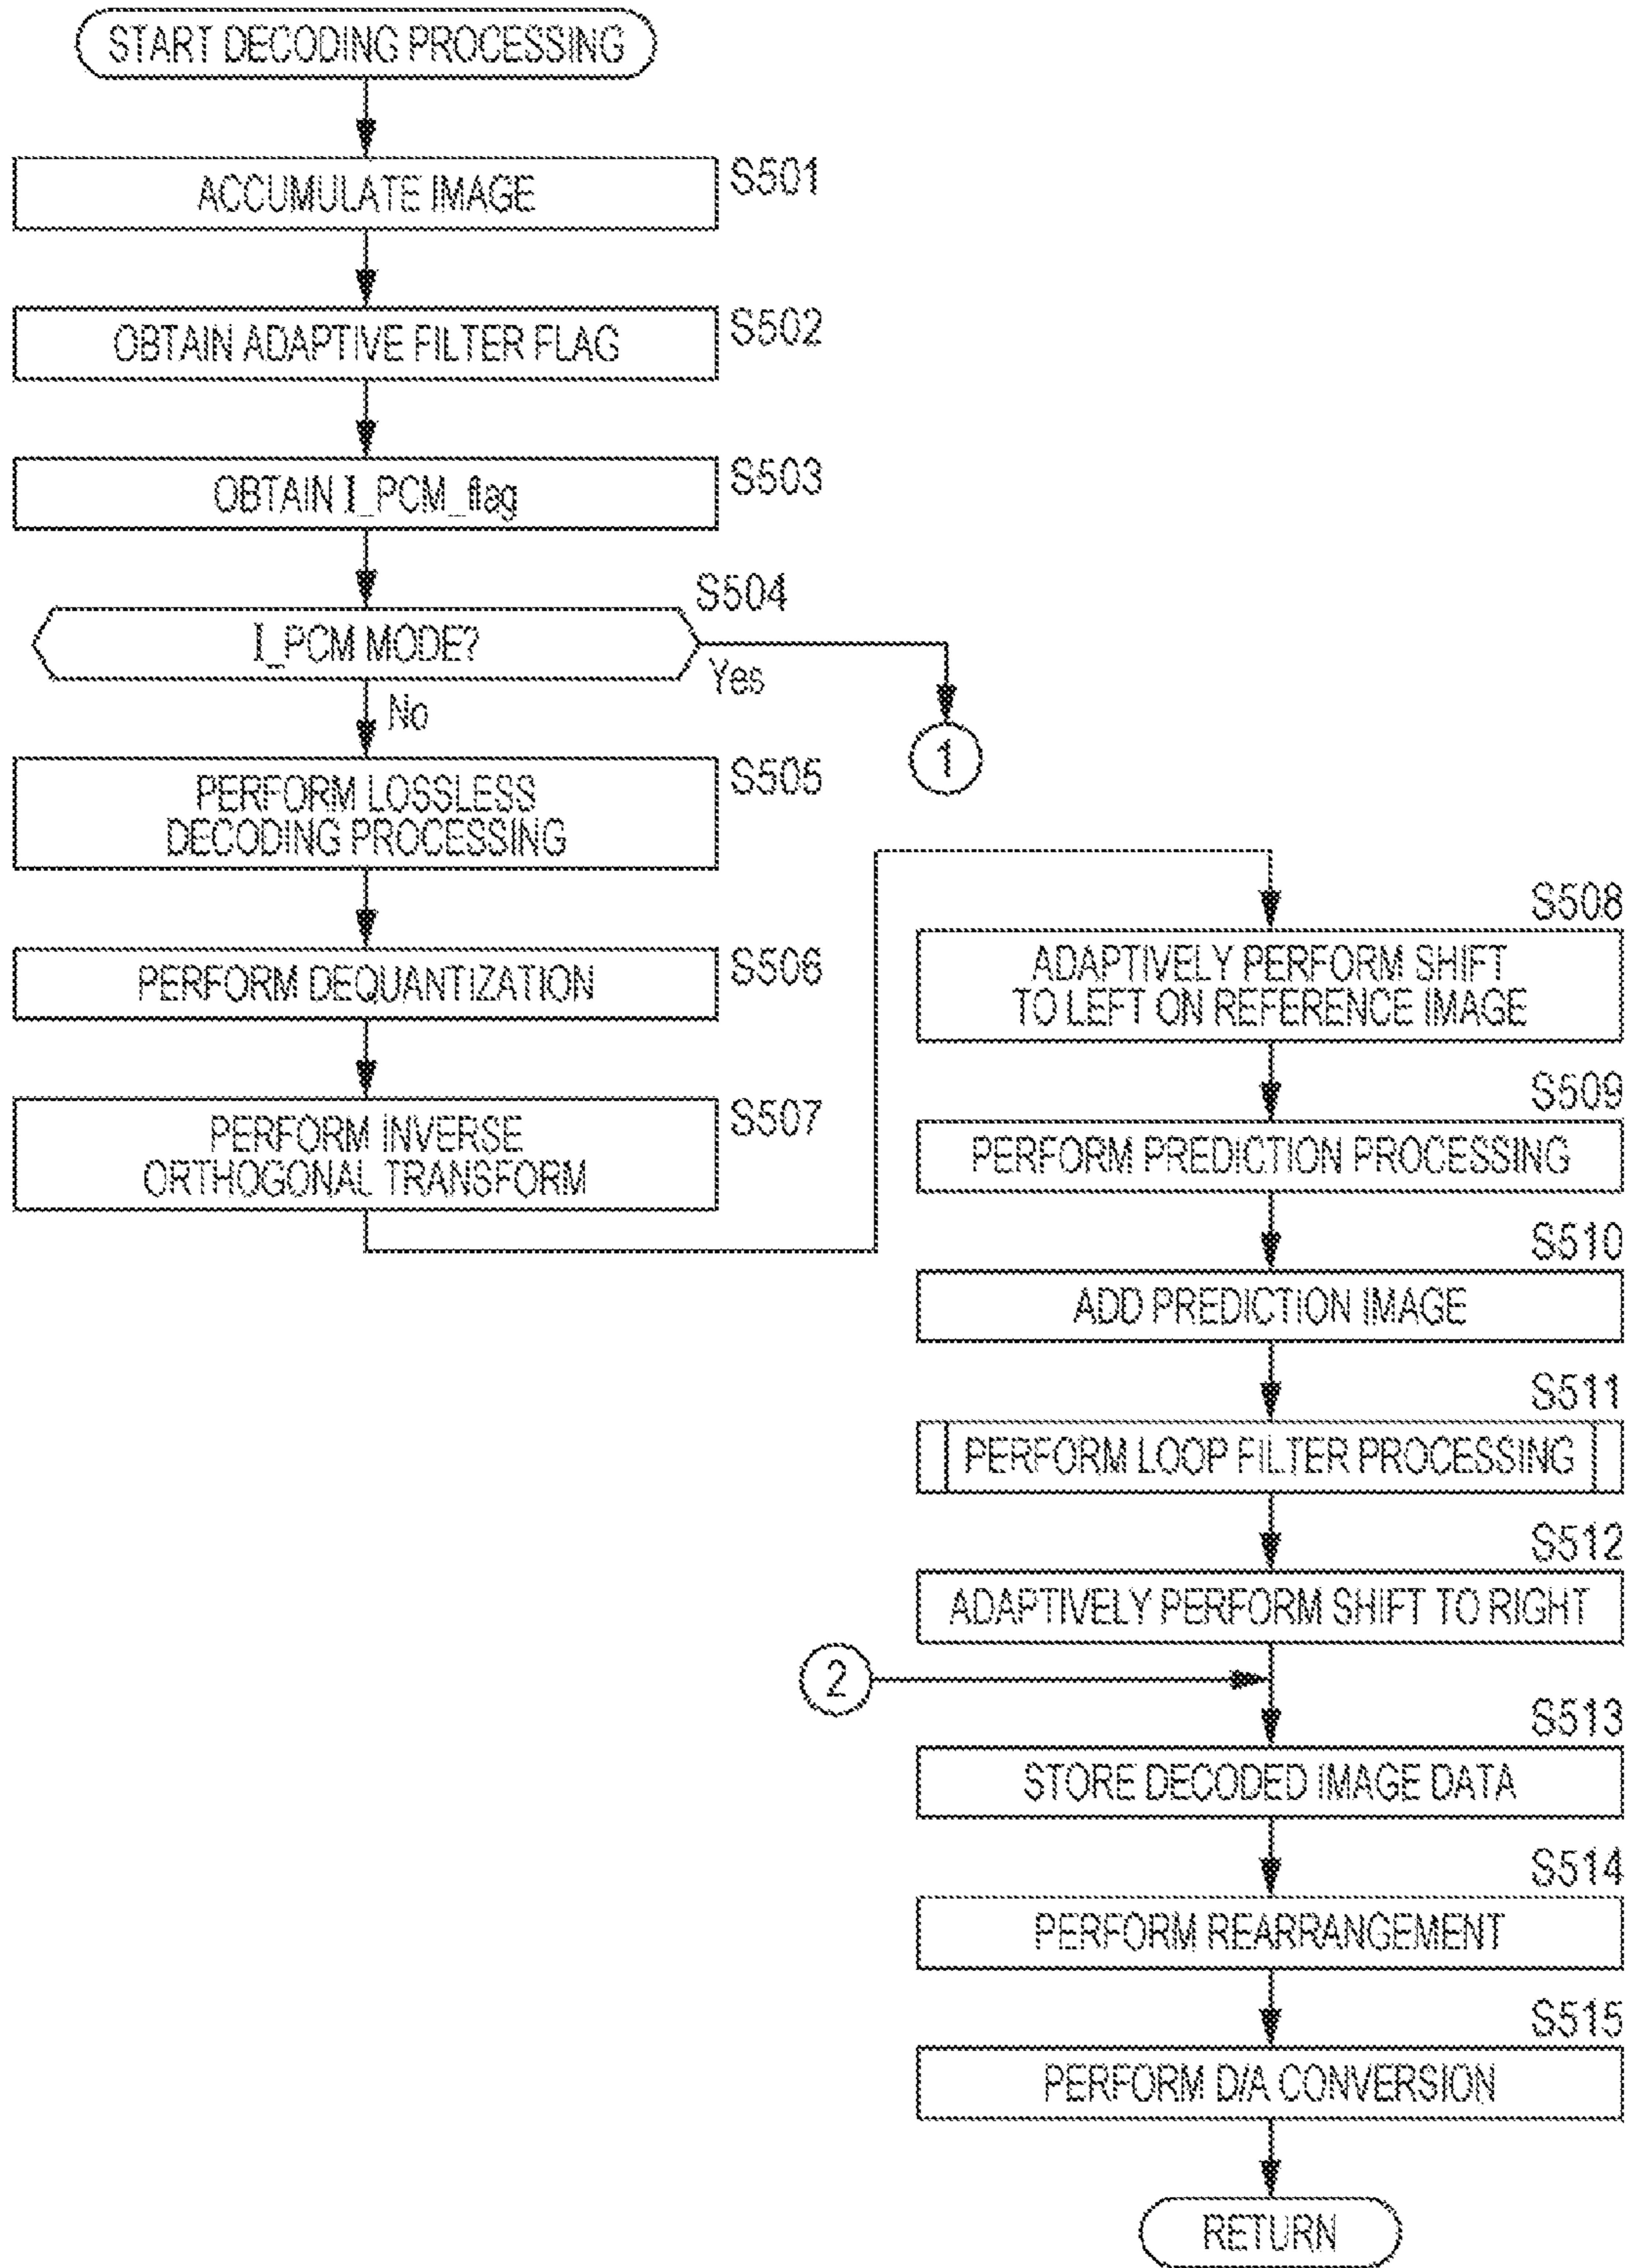 START DECODING PROCESSING
ACCUMULATE IMAGE
S501
OBTAIN ADAPTIVE FILTER FLAG
S502
OBTAIN I_PCM_flag
S503
S504
I_PCM MODE?
Yes
No
1
PERFORM LOSSLESS
DECODING PROCESSING
S505
PERFORM DEQUANTIZATION
S506
PERFORM INVERSE
ORTHOGONAL TRANSFORM
S507
S508
ADAPTIVELY PERFORM SHIFT
TO LEFT ON REFERENCE IMAGE
S509
PERFORM PREDICTION PROCESSING
S510
ADD PREDICTION IMAGE
S511
PERFORM LOOP FILTER PROCESSING
S512
ADAPTIVELY PERFORM SHIFT TO RIGHT
2
S513
STORE DECODED IMAGE DATA
S514
PERFORM REARRANGEMENT
S515
PERFORM D/A CONVERSION
RETURN